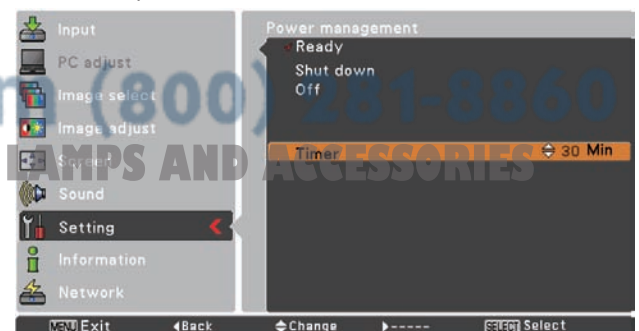 Input
PC adjust
Image select
Image adjust
Screen
Sound
Setting
Information
Network
Power management
Ready
Shut down
Off
Timer 30 Min
m (800) 281-8860
LAMPS AND ACCESSORIES
MENU Exit Back Change ----- SELECT Select